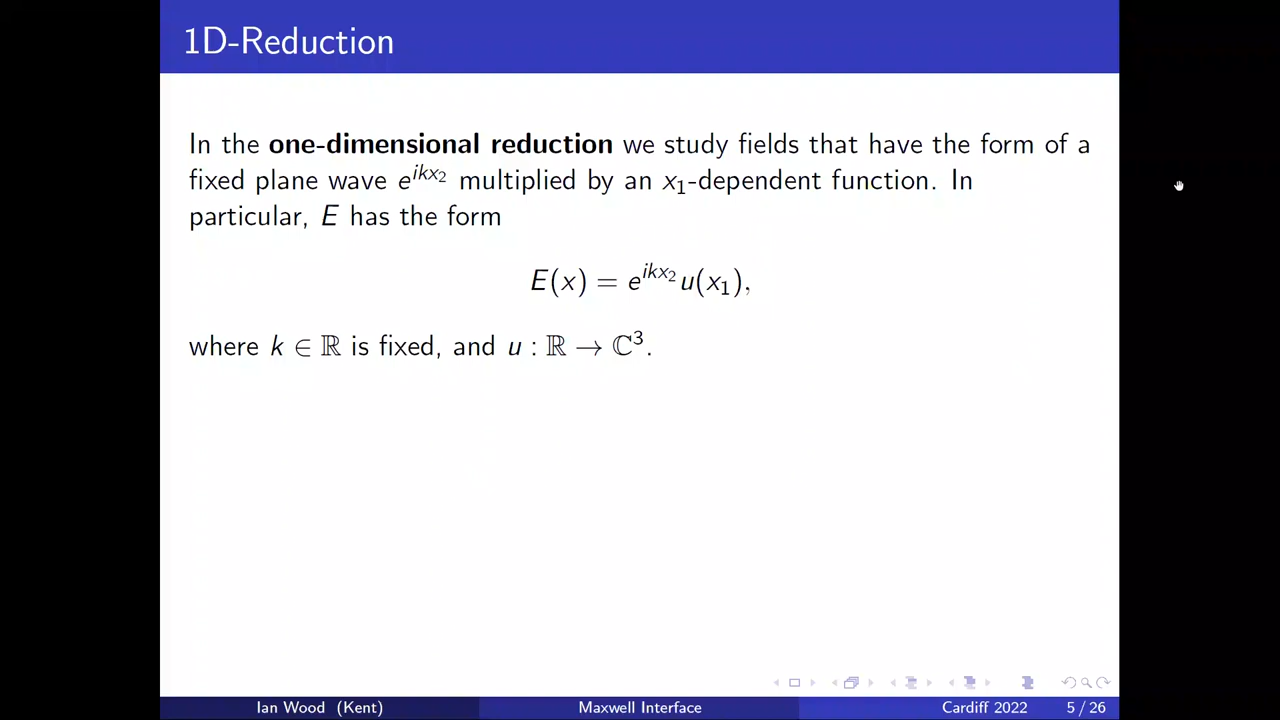 1D-Reduction
In the one-dimensional reduction we study fields that have the form of a
fixed plane wave e^{ikx_2} multiplied by an x_1-dependent function. In
particular, E has the form
E(x) = e^{ikx_2} u(x_1),
where k ∈ ℝ is fixed, and u : ℝ → ℂ^3.
Ian Wood (Kent) Maxwell Interface Cardiff 2022 5 / 26